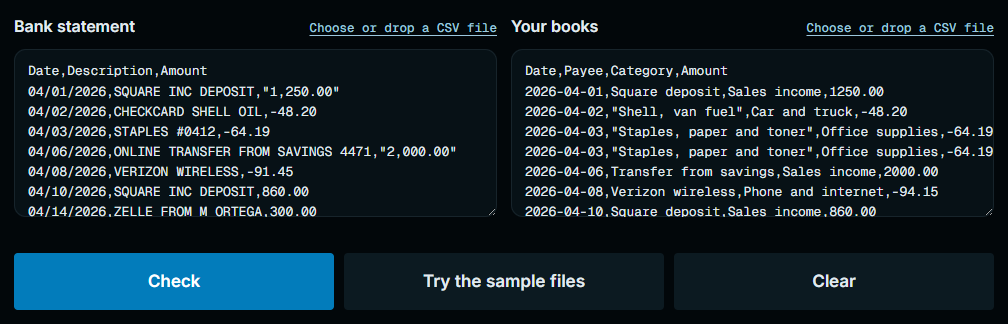 Bank statement
Choose or drop a CSV file
Date,Description,Amount
04/01/2026,SQUARE INC DEPOSIT,"1,250.00"
04/02/2026,CHECKCARD SHELL OIL,-48.20
04/03/2026,STAPLES #0412,-64.19
04/06/2026,ONLINE TRANSFER FROM SAVINGS 4471,"2,000.00"
04/08/2026,VERIZON WIRELESS,-91.45
04/10/2026,SQUARE INC DEPOSIT,860.00
04/14/2026,ZELLE FROM M ORTEGA,300.00
Your books
Choose or drop a CSV file
Date,Payee,Category,Amount
2026-04-01,Square deposit,Sales income,1250.00
2026-04-02,"Shell, van fuel",Car and truck,-48.20
2026-04-03,"Staples, paper and toner",Office supplies,-64.19
2026-04-03,"Staples, paper and toner",Office supplies,-64.19
2026-04-06,Transfer from savings,Sales income,2000.00
2026-04-08,Verizon wireless,Phone and internet,-94.15
2026-04-10,Square deposit,Sales income,860.00
Check
Try the sample files
Clear